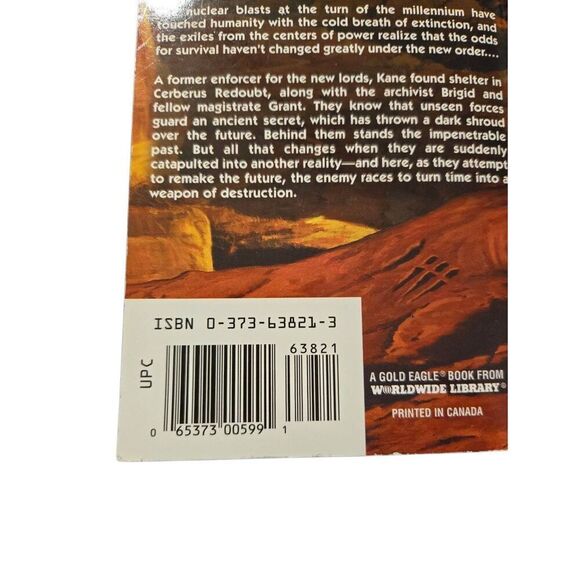 nuclear blasts at the turn of the millennium have
touched humanity with the cold breath of extinction,
and the exiles from the centers of power realize that the odds
for survival haven't changed greatly under the new order....
A former enforcer for the new lords, Kane found shelter in
Cerberus Redoubt, along with the archivist Brigid and
fellow magistrate Grant. They know that unseen forces
guard an ancient secret, which has thrown a dark shroud
over the future. Behind them stands the impenetrable
past. But all that changes when they are suddenly
catapulted into another reality—and here, as they attempt
to remake the future, the enemy races to turn time into a
weapon of destruction.
ISBN 0-373-63821-3
63821
UPC
0 65373 00599 1
A GOLD EAGLE® BOOK FROM
WORLDWIDE LIBRARY®
PRINTED IN CANADA